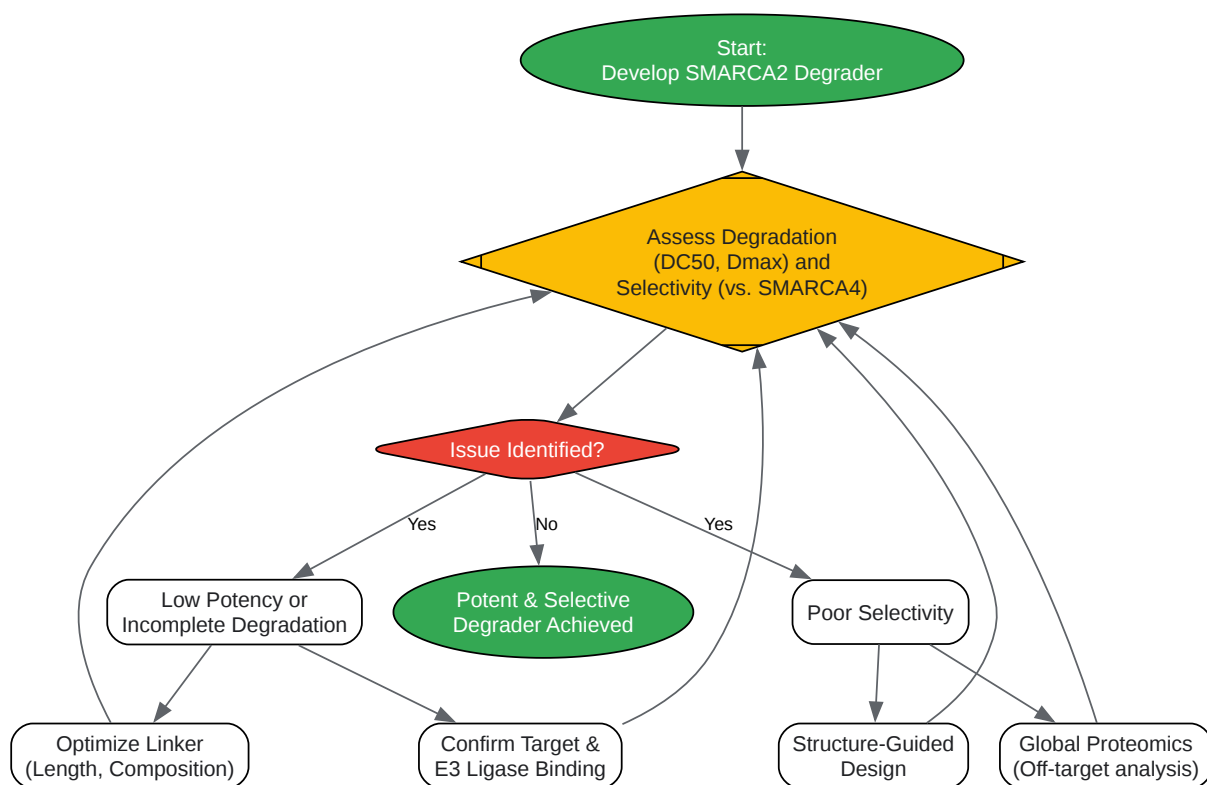 Start:
Develop SMARCA2 Degrader
Assess Degradation
(DC50, Dmax) and
Selectivity (vs. SMARCA4)
Issue Identified?
Yes
No
Yes
Low Potency or
Incomplete Degradation
Potent & Selective
Degrader Achieved
Poor Selectivity
Optimize Linker
(Length, Composition)
Confirm Target &
E3 Ligase Binding
Structure-Guided
Design
Global Proteomics
(Off-target analysis)